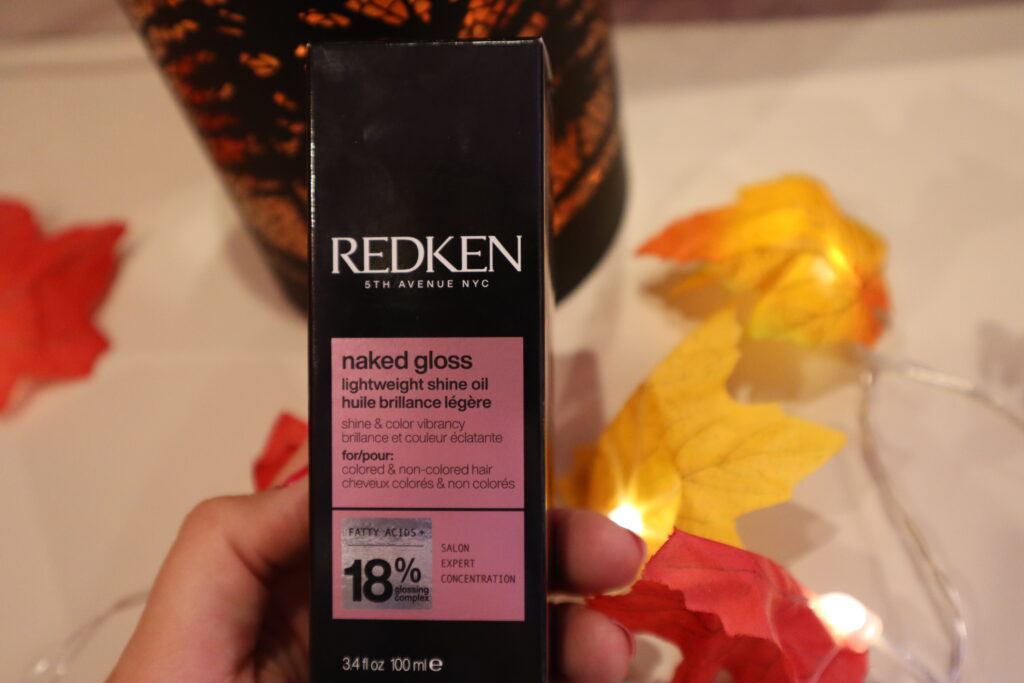 REDKEN
5TH AVENUE NYC
naked gloss
lightweight shine oil
huile brillance légère
shine & color vibrancy
brillance et couleur éclatante
for/pour:
colored & non-colored hair
cheveux colorés & non colorés
FATTY ACIDS+
18% glossing
complex
SALON
EXPERT
CONCENTRATION
3.4 fl oz 100 ml e